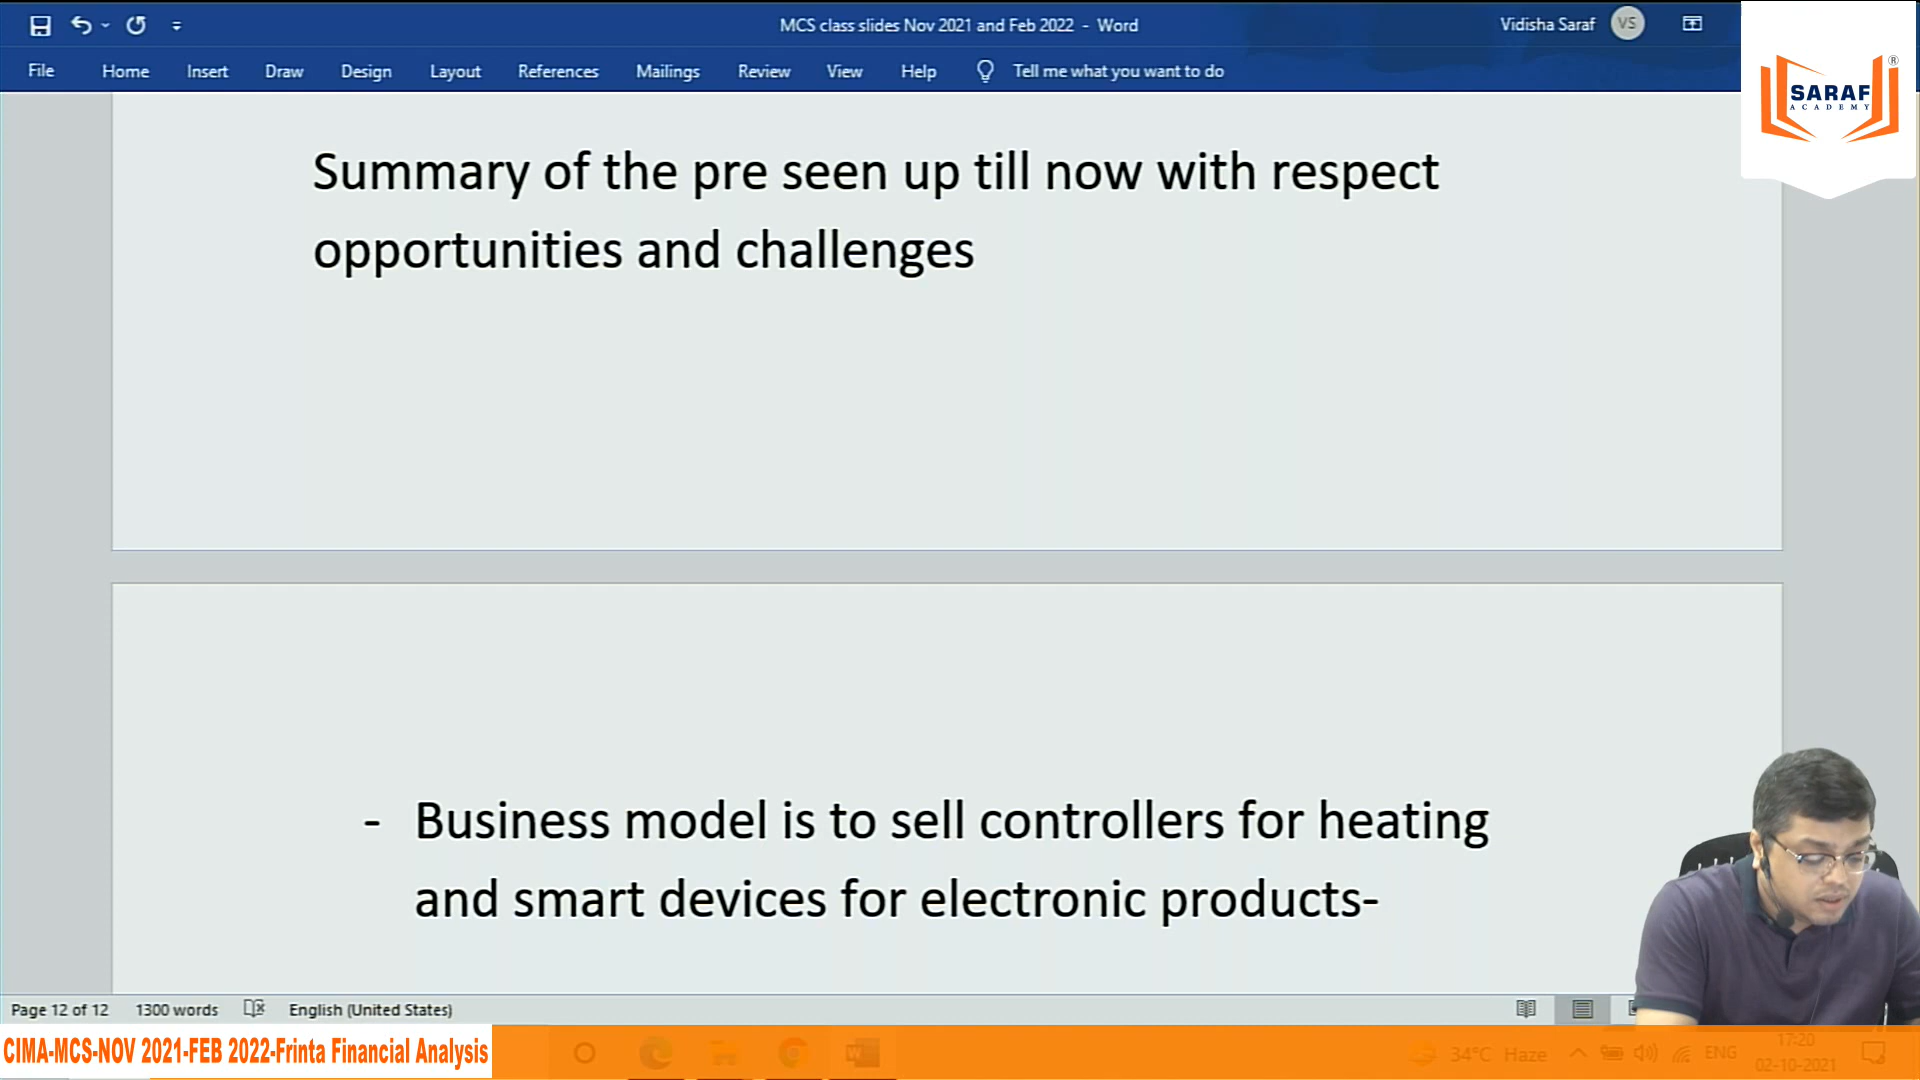 MCS class slides Nov 2021 and Feb 2022 - Word
Vidisha Saraf
VS
File Home Insert Draw Design Layout References Mailings Review View Help Tell me what you want to do
SARAF
ACADEMY
®
Summary of the pre seen up till now with respect
opportunities and challenges
- Business model is to sell controllers for heating
and smart devices for electronic products-
Page 12 of 12 1300 words English (United States)
CIMA-MCS-NOV 2021-FEB 2022-Frinta Financial Analysis
34°C Haze
ENG
17:20
02-10-2021